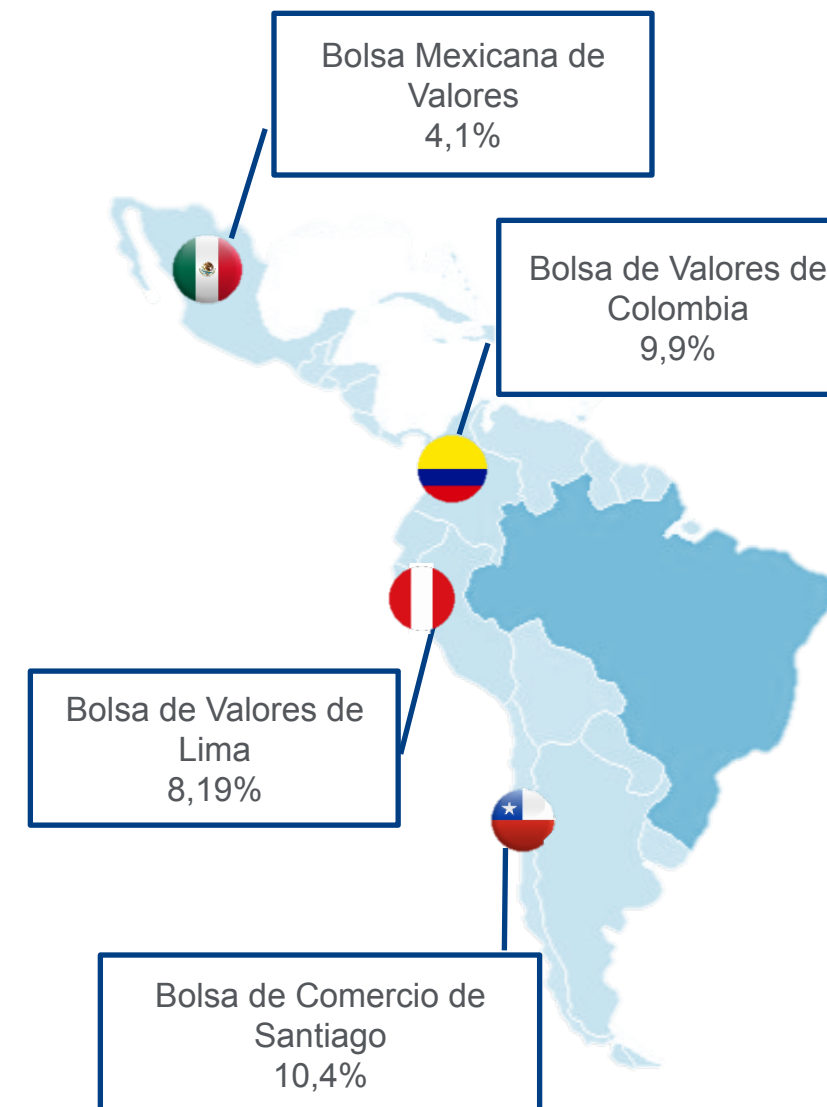 Bolsa Mexicana de
Valores
4,1%
Bolsa de Valores de
Colombia
9,9%
Bolsa de Valores de
Lima
8,19%
Bolsa de Comercio de
Santiago
10,4%